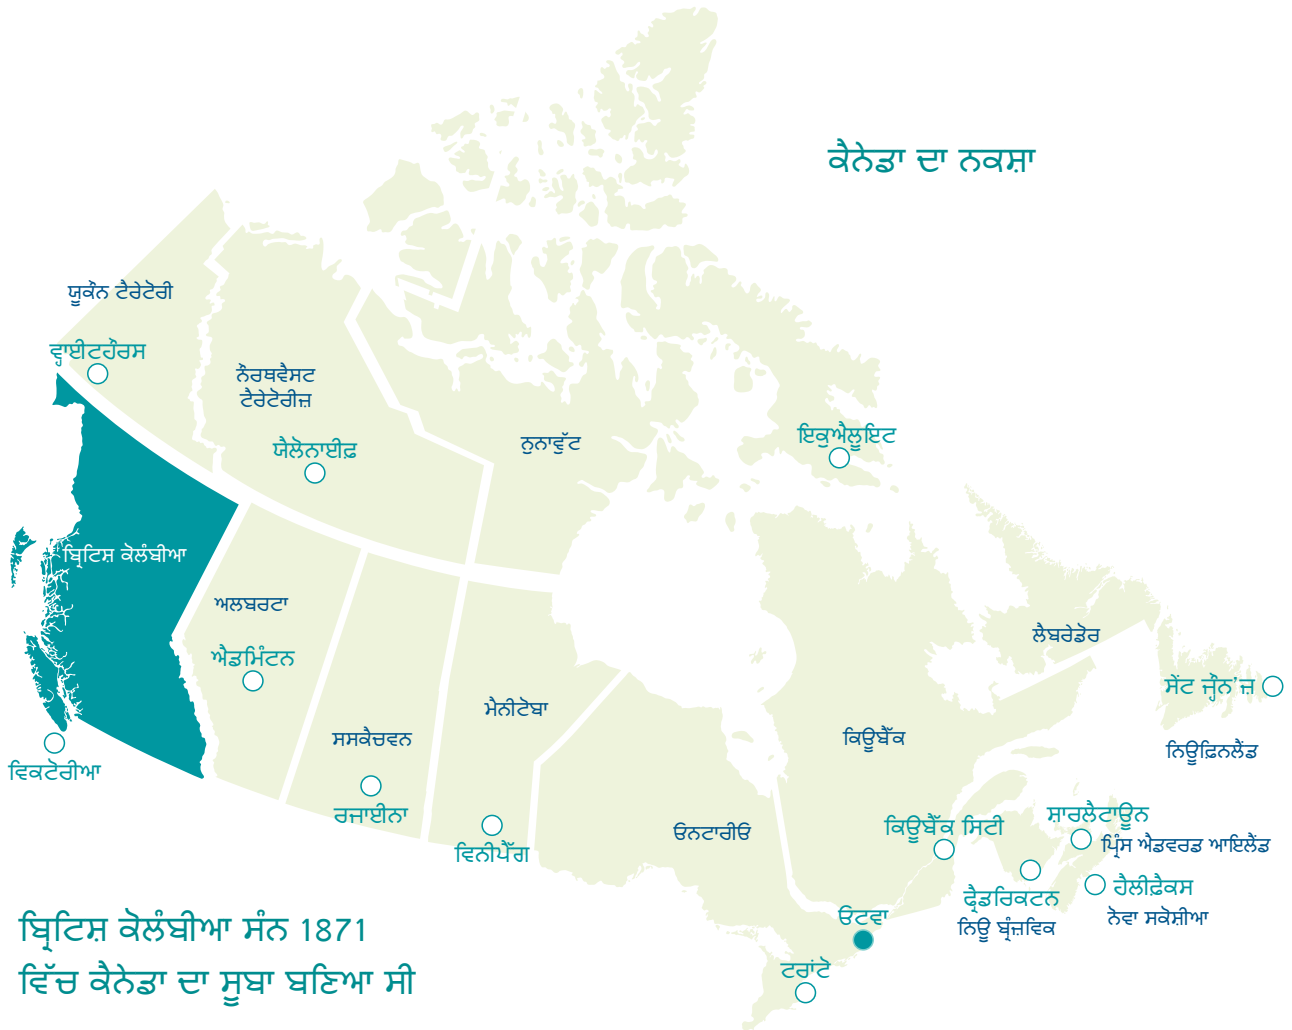 ਕੈਨੇਡਾ ਦਾ ਨਕਸ਼ਾ
ਯੂਕੌਨ ਟੈਰੇਟੋਰੀ
ਵ੍ਹਾਈਟਹੌਰਸ
ਨੌਰਥਵੈਸਟ
ਟੈਰੇਟੋਰੀਜ਼
ਯੈਲੋਨਾਈਫ਼
ਨੁਨਾਵੁੱਟ
ਇਕੁਐਲੂਇਟ
ਬ੍ਰਿਟਿਸ਼ ਕੋਲੰਬੀਆ
ਅਲਬਰਟਾ
ਐਡਮਿੰਟਨ
ਲੈਬਰੇਡੋਰ
ਸੇਂਟ ਜ੍ਹੌਨ'ਜ਼
ਮੈਨੀਟੋਬਾ
ਸਸਕੈਚਵਨ
ਕਿਊਬੈੱਕ
ਨਿਊਫ਼ਿਨਲੈਂਡ
ਵਿਕਟੋਰੀਆ
ਰਜਾਈਨਾ
ਵਿਨੀਪੈੱਗ
ਓਨਟਾਰੀਓ
ਕਿਊਬੈੱਕ ਸਿਟੀ
ਸ਼ਾਰਲੈਟਾਊਨ
ਪ੍ਰਿੰਸ ਐਡਵਰਡ ਆਇਲੈਂਡ
ਹੈਲੀਫ਼ੈਕਸ
ਨੋਵਾ ਸਕੋਸ਼ੀਆ
ਫ੍ਰੈਡਰਿਕਟਨ
ਨਿਊ ਬ੍ਰੰਜ਼ਵਿਕ
ਓਟਵਾ
ਟਰਾਂਟੋ
ਬ੍ਰਿਟਿਸ਼ ਕੋਲੰਬੀਆ ਸੰਨ 1871
ਵਿੱਚ ਕੈਨੇਡਾ ਦਾ ਸੂਬਾ ਬਣਿਆ ਸੀ